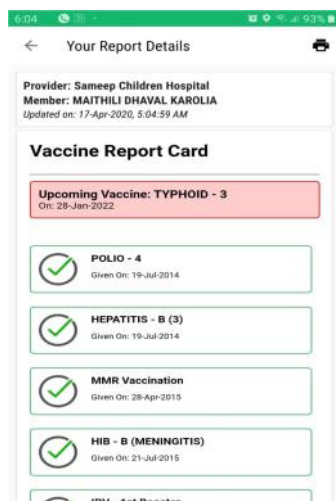 6:04
93%
Your Report Details
Provider: Sameep Children Hospital
Member: MAITHILI DHAVAL KAROLIA
Updated on: 17-Apr-2020, 5:04:59 AM
Vaccine Report Card
Upcoming Vaccine: TYPHOID - 3
On: 28-Jan-2022
POLIO - 4
Given On: 19-Jul-2014
HEPATITIS - B (3)
Given On: 19-Jul-2014
MMR Vaccination
Given On: 28-Apr-2015
HIB - B (MENINGITIS)
Given On: 21-Jul-2015